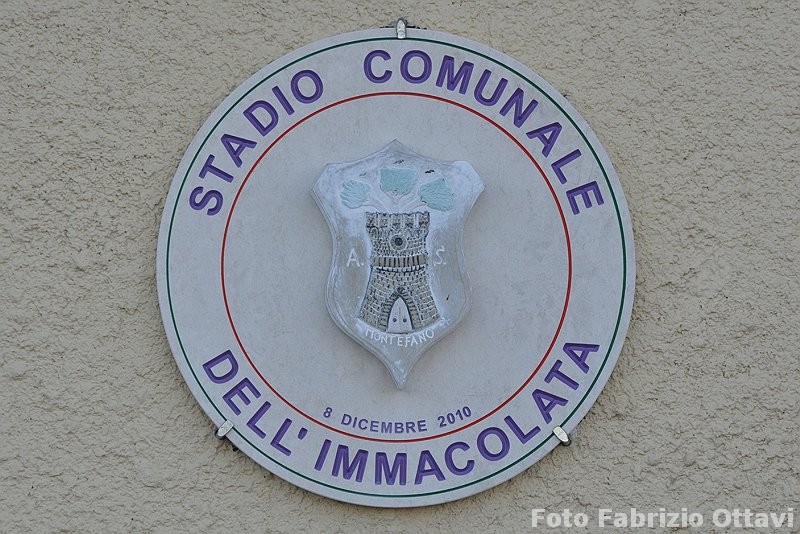 STADIO COMUNALE
A. S.
MONTEFANO
8 DICEMBRE 2010
DELL'IMMACOLATA
Foto Fabrizio Ottavi